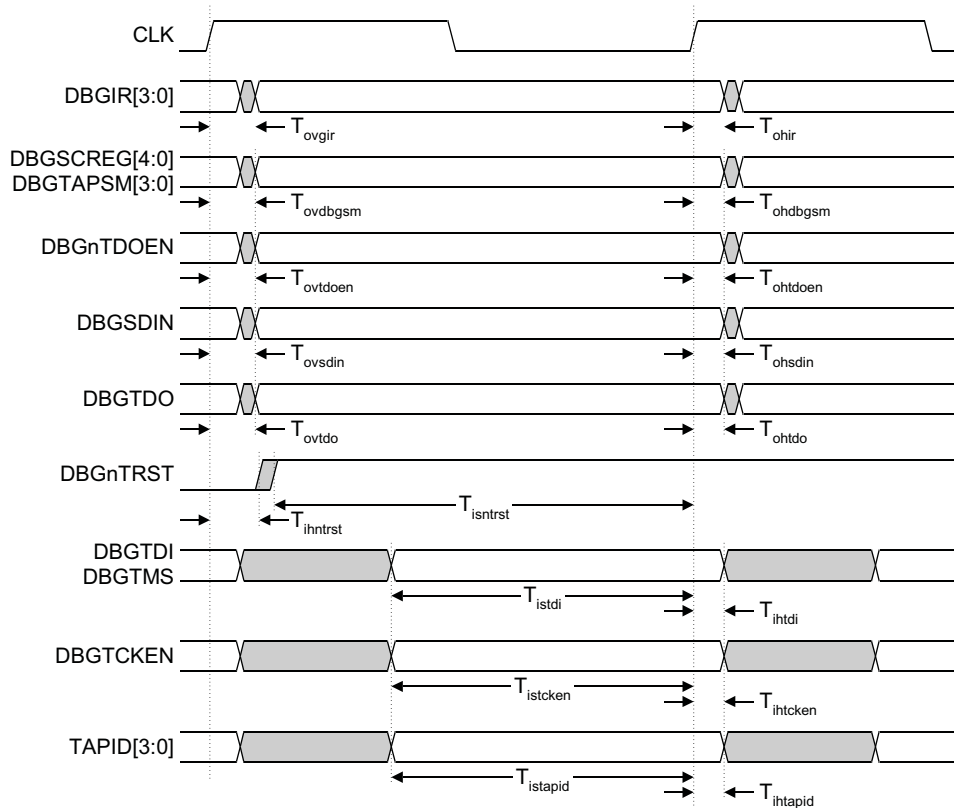 CLK
DBGIR[3:0]
Tovgir
Tohir
DBGSCREG[4:0]
DBGTAPSM[3:0]
Tovdbgsm
Tohdbgsm
DBGnTDOEN
Tovtdoen
Tohtdoen
DBGSDIN
Tovsdin
Tohsdin
DBGTDO
Tovtdo
Tohtdo
DBGnTRST
Tisntrst
Tihntrst
DBGTDI
DBGTMS
Tistdi
Tihtdi
DBGTCKEN
Tistcken
Tihtcken
TAPID[3:0]
Tistapid
Tihtapid